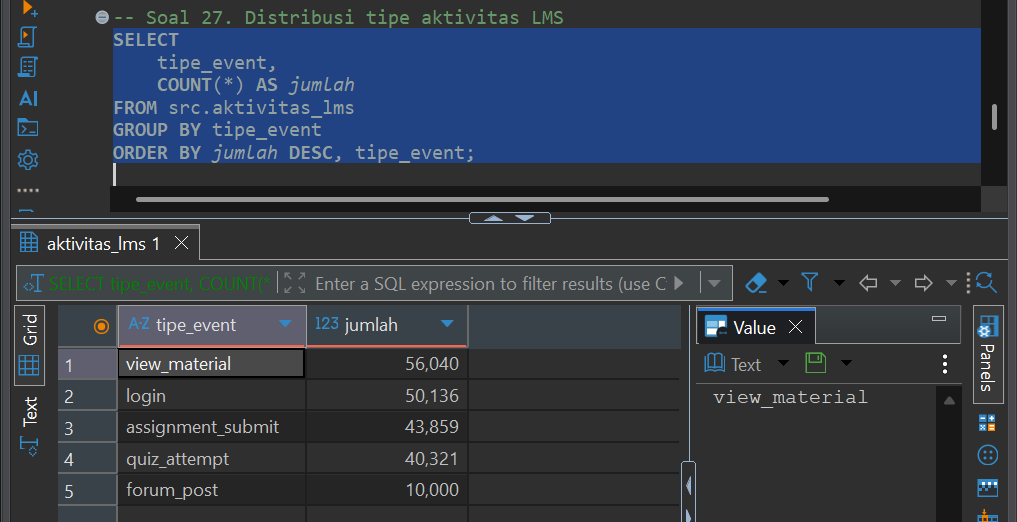 -- Soal 27. Distribusi tipe aktivitas LMS
SELECT
tipe_event,
COUNT(*) AS jumlah
FROM src.aktivitas_lms
GROUP BY tipe_event
ORDER BY jumlah DESC, tipe_event;
AI
aktivitas_lms 1
SELECT tipe_event, COUNT(* Enter a SQL expression to filter results (use C
Grid
Text
A-Z tipe_event 123 jumlah
1 view_material 56,040
2 login 50,136
3 assignment_submit 43,859
4 quiz_attempt 40,321
5 forum_post 10,000
Value
Text
view_material
Panels